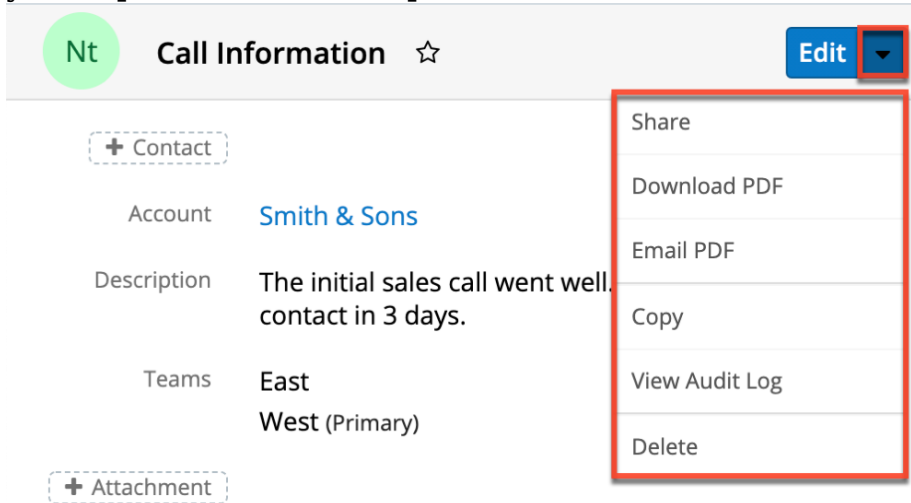 Nt
Call Information
Edit
Share
+ Contact
Download PDF
Account
Smith & Sons
Email PDF
Description
The initial sales call went well.
contact in 3 days.
Copy
Teams
East
View Audit Log
West (Primary)
Delete
+ Attachment